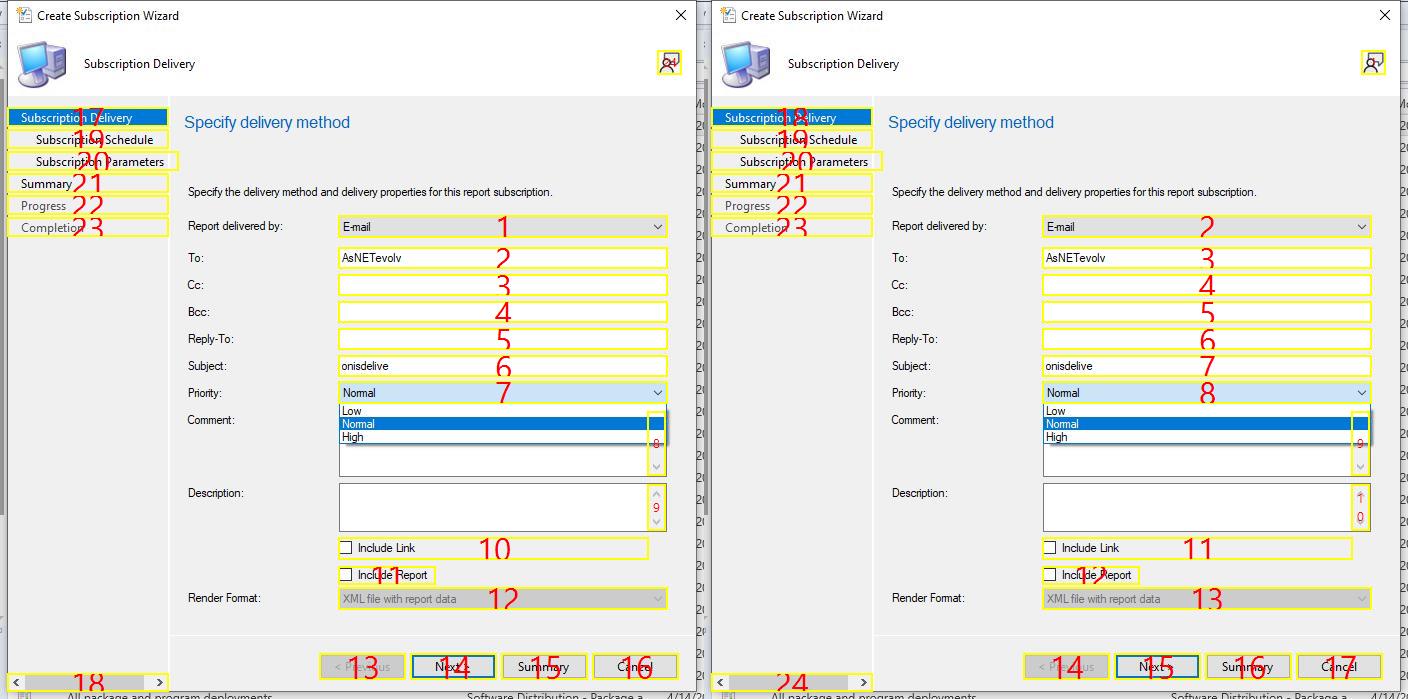 Create Subscription Wizard
Subscription Delivery
24
17
Subscription Delivery
19
Subscription Schedule
20
Subscription Parameters
21
Summary
22
Progress
23
Completion
18
Specify delivery method
Specify the delivery method and delivery properties for this report subscription.
Report delivered by: E-mail 1
To: AsNETevolv 2
Cc: 3
Bcc: 4
Reply-To: 5
Subject: onisdelive 6
Priority: Normal 7
Low
Normal
High
Comment: 8
Description: 9
Include Link 10
Include Report 11
Render Format: XML file with report data 12
< Previous 13
Next > 14
Summary 15
Cancel 16
All package and program deployments
Software Distribution - Package a
4/14/20
Create Subscription Wizard
Subscription Delivery
1
18
Subscription Delivery
19
Subscription Schedule
20
Subscription Parameters
21
Summary
22
Progress
23
Completion
24
Specify delivery method
Specify the delivery method and delivery properties for this report subscription.
Report delivered by: E-mail 2
To: AsNETevolv 3
Cc: 4
Bcc: 5
Reply-To: 6
Subject: onisdelive 7
Priority: Normal 8
Low
Normal
High
Comment: 9
Description: 10
Include Link 11
Include Report 12
Render Format: XML file with report data 13
< Previous 14
Next > 15
Summary 16
Cancel 17
All package and program deployments
Software Distribution - Package a